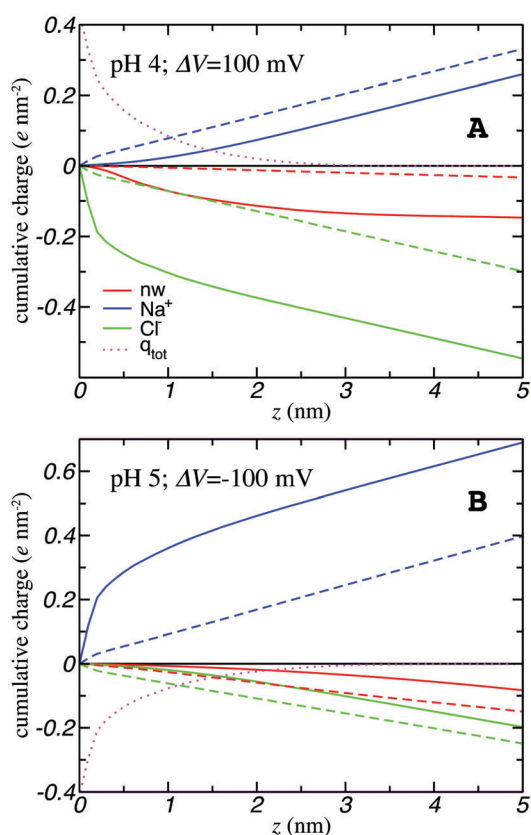 0.4
pH 4; ΔV=100 mV
0.2
A
0
-0.2
-0.4
cumulative charge (e nm-2)
nw
Na+
Cl-
qtot
0 1 2 3 4 5
z (nm)
pH 5; ΔV=-100 mV
0.6
B
0.4
0.2
0
-0.2
-0.4
cumulative charge (e nm-2)
0 1 2 3 4 5
z (nm)